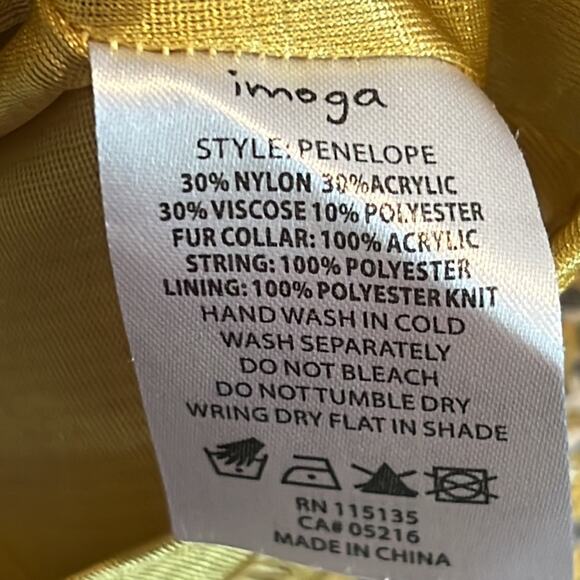 imoga
STYLE: PENELOPE
30% NYLON 30%ACRYLIC
30% VISCOSE 10% POLYESTER
FUR COLLAR: 100% ACRYLIC
STRING: 100% POLYESTER
LINING: 100% POLYESTER KNIT
HAND WASH IN COLD
WASH SEPARATELY
DO NOT BLEACH
DO NOT TUMBLE DRY
WRING DRY FLAT IN SHADE
RN 115135
CA# 05216
MADE IN CHINA